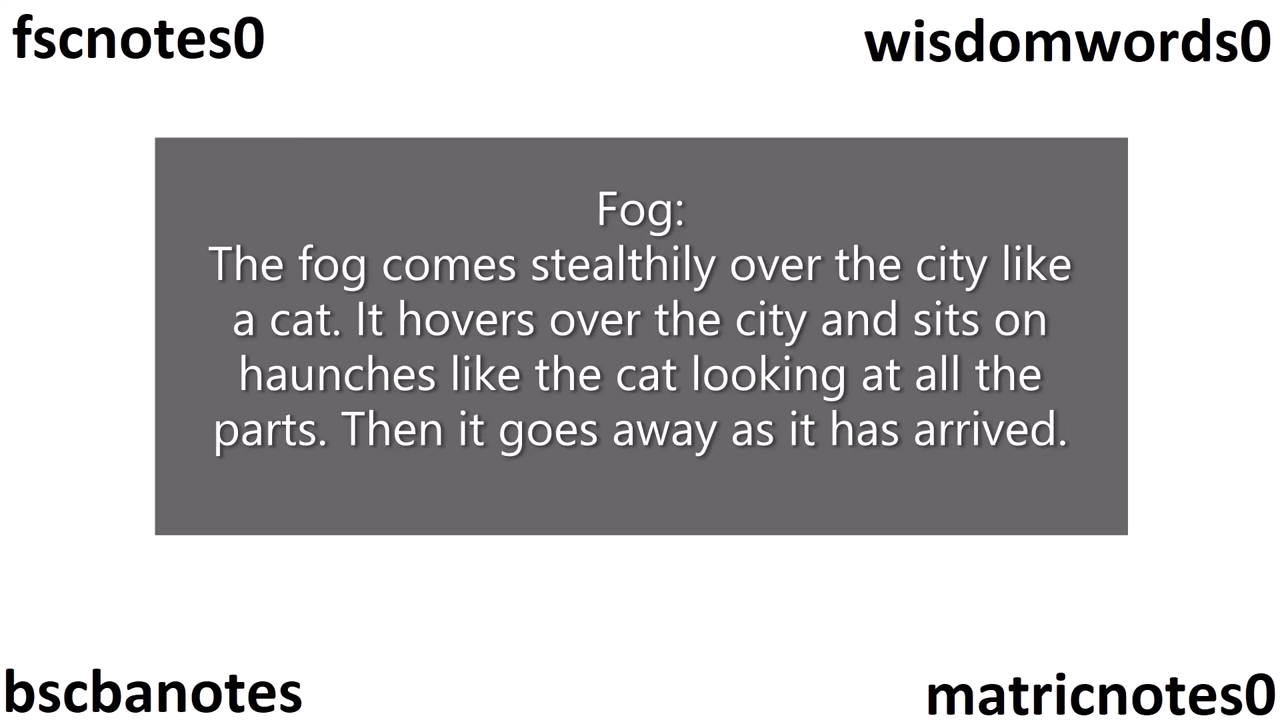 fscnotes0
wisdomwords0
Fog:
The fog comes stealthily over the city like
a cat. It hovers over the city and sits on
haunches like the cat looking at all the
parts. Then it goes away as it has arrived.
bscbanotes
matricnotes0